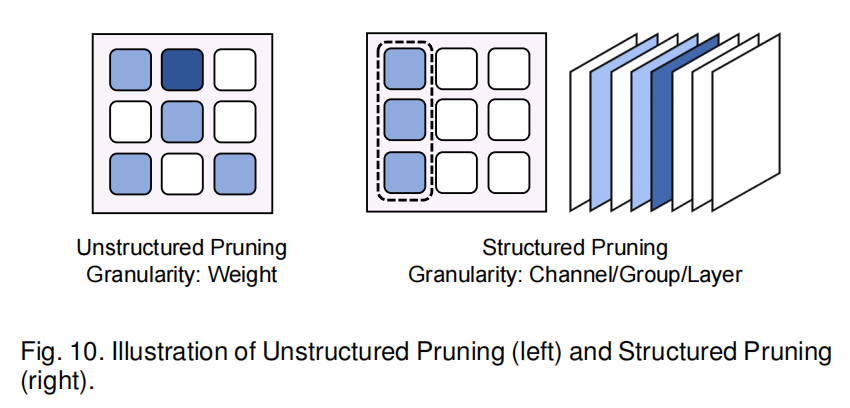 Unstructured Pruning
Granularity: Weight
Structured Pruning
Granularity: Channel/Group/Layer
Fig. 10. Illustration of Unstructured Pruning (left) and Structured Pruning
(right).